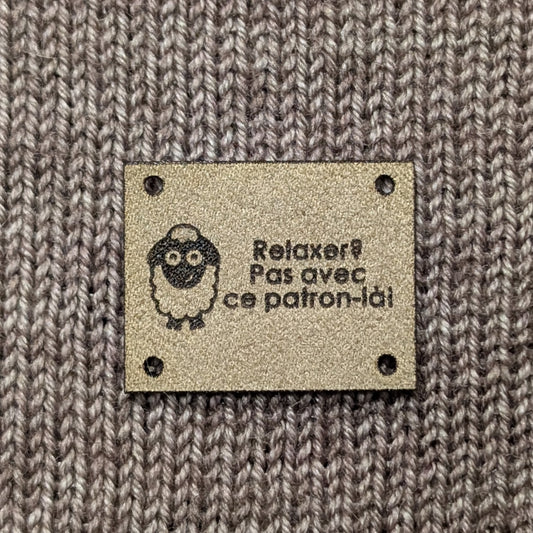 Relaxer?
Pas avec
ce patron-là!